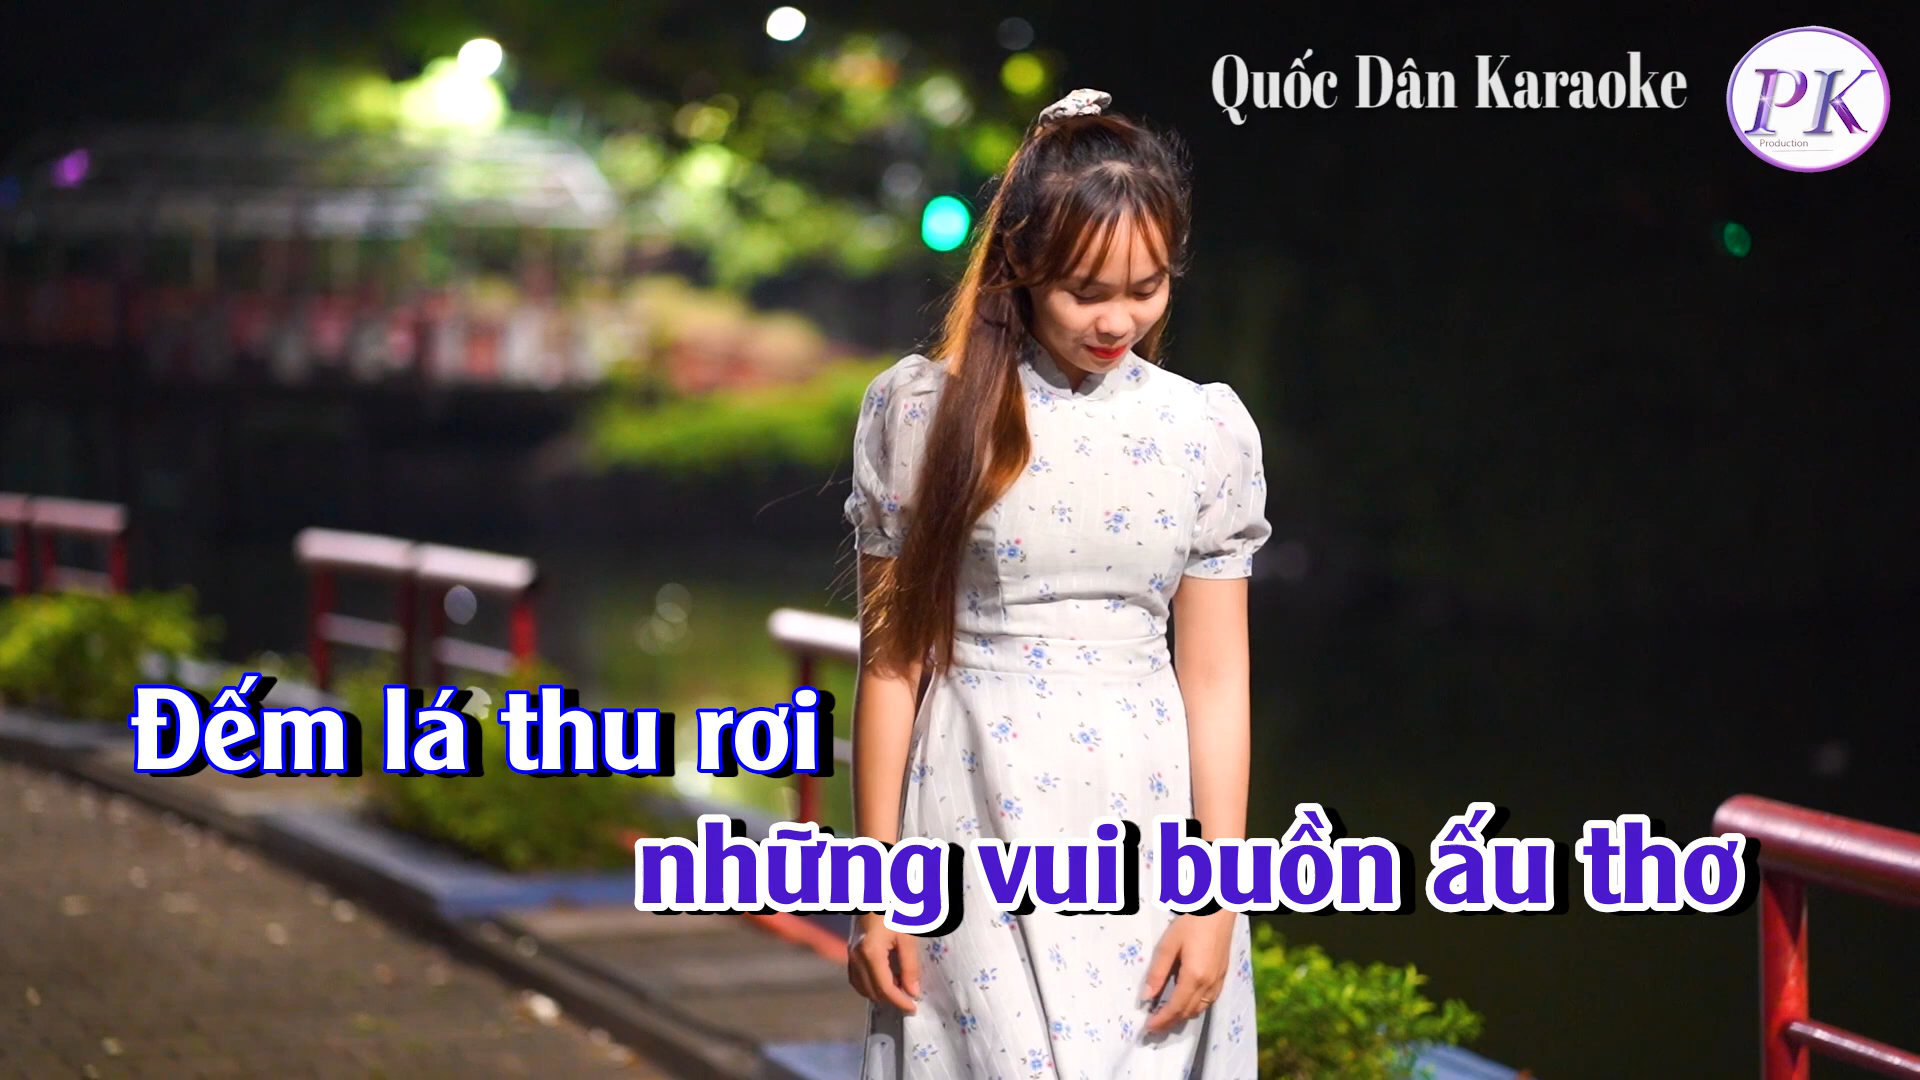 Quốc Dân Karaoke
PK
Production
Đếm lá thu rơi
những vui buồn ấu thơ